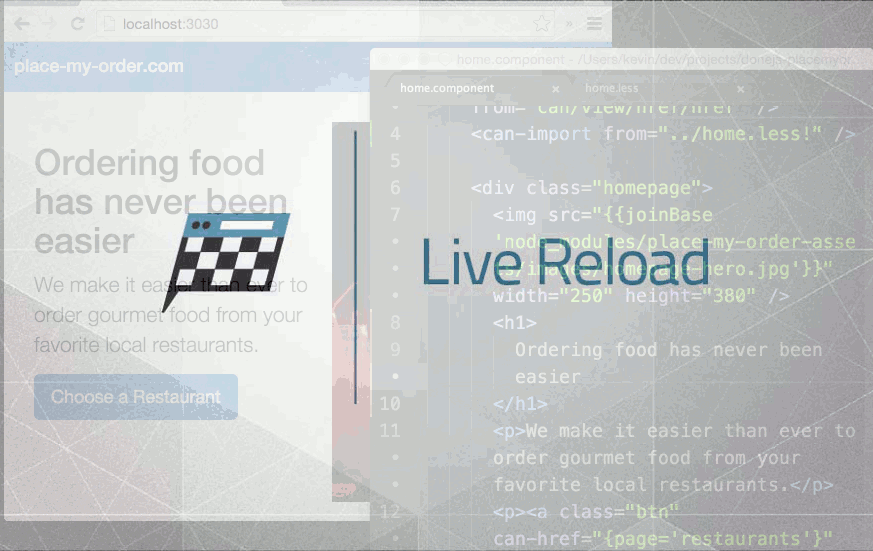 localhost:3030
place-my-order.com
Ordering food
has never been
easier
We make it easier than ever to
order gourmet food from your
favorite local restaurants.
Choose a Restaurant
Live Reload
home.component - /Users/kavin/dev/projects/donejs-placemyor...
home.component × home.less ×
from="can/view/href/href" />
4 <can-import from="../home.less!" />
5
6 <div class="homepage">
7 <img src="{{joinBase
'node_modules/place-my-order-asse
ts/images/homepage-hero.jpg'}}"
width="250" height="380" />
8 <h1>
9 Ordering food has never been
easier
10 </h1>
11 <p>We make it easier than ever to
order gourmet food from your
favorite local restaurants.</p>
12 <p><a class="btn"
can-href="{page='restaurants'}"